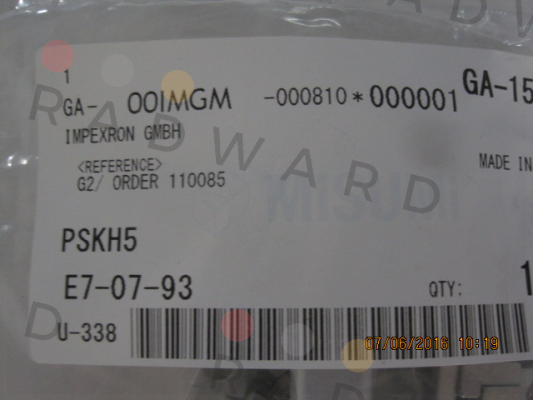 1
GA- 00IMGM -000810*000001 GA-15
IMPEXRON GMBH
<REFERENCE>
G2/ ORDER 110085
MADE IN
RADWARD
PSKH5
E7-07-93
QTY: 1
U-338
07/06/2016 10:19